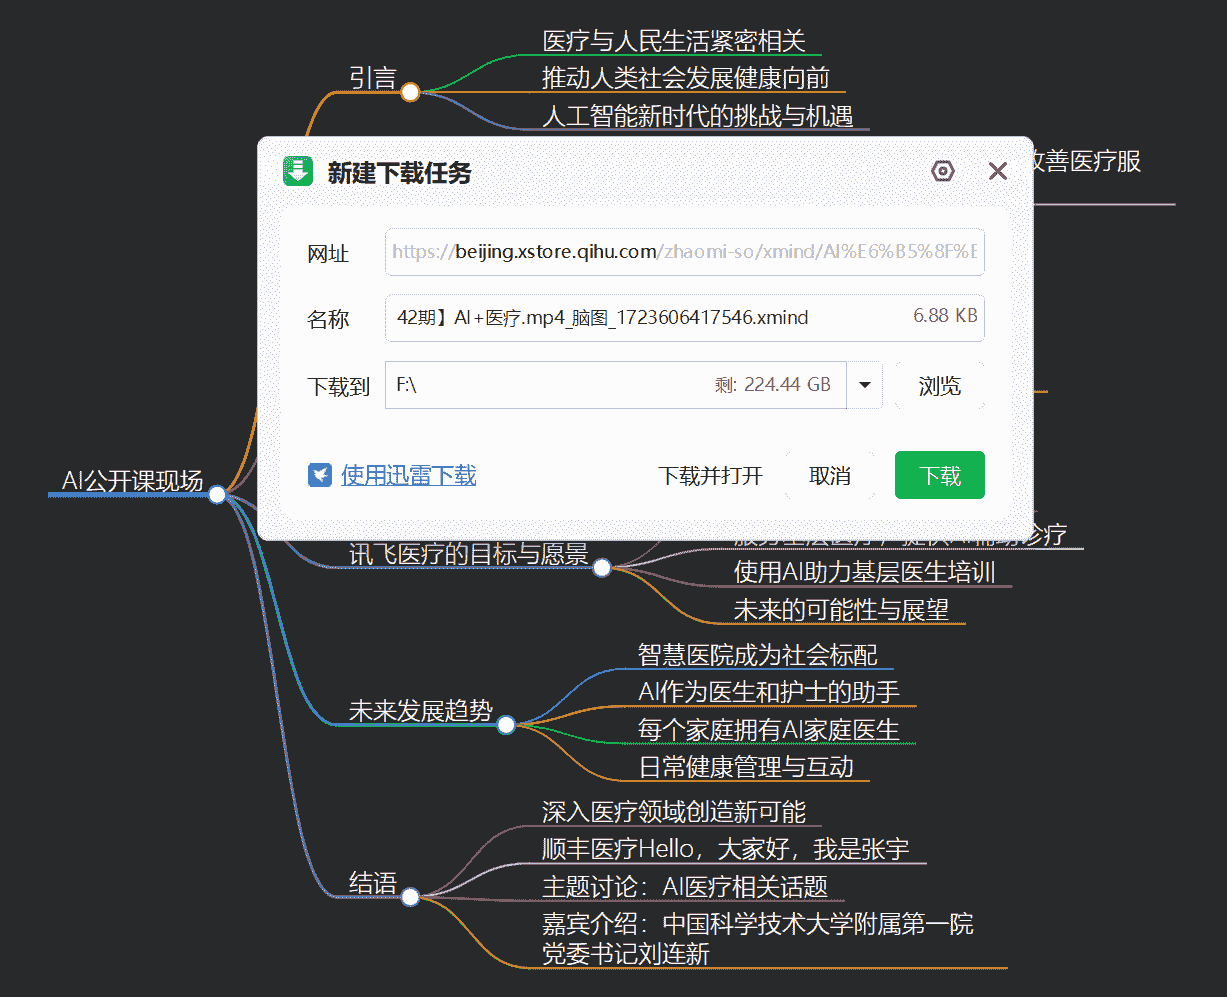 医疗与人民生活紧密相关
引言
推动人类社会发展健康向前
人工智能新时代的挑战与机遇
改善医疗服
新建下载任务
网址
https://beijing.xstore.qihu.com/zhaomi-so/xmind/AI%E6%B5%8F%E
名称
42期】AI+医疗.mp4_脑图_1723606417546.xmind
6.88 KB
下载到
F:\
剩: 224.44 GB
浏览
使用迅雷下载
下载并打开
取消
下载
AI公开课现场
讯飞医疗的目标与愿景
服务基层医疗，提供AI辅助诊疗
使用AI助力基层医生培训
未来的可能性与展望
未来发展趋势
智慧医院成为社会标配
AI作为医生和护士的助手
每个家庭拥有AI家庭医生
日常健康管理与互动
结语
深入医疗领域创造新可能
顺丰医疗Hello，大家好，我是张宇
主题讨论：AI医疗相关话题
嘉宾介绍：中国科学技术大学附属第一院
党委书记刘连新